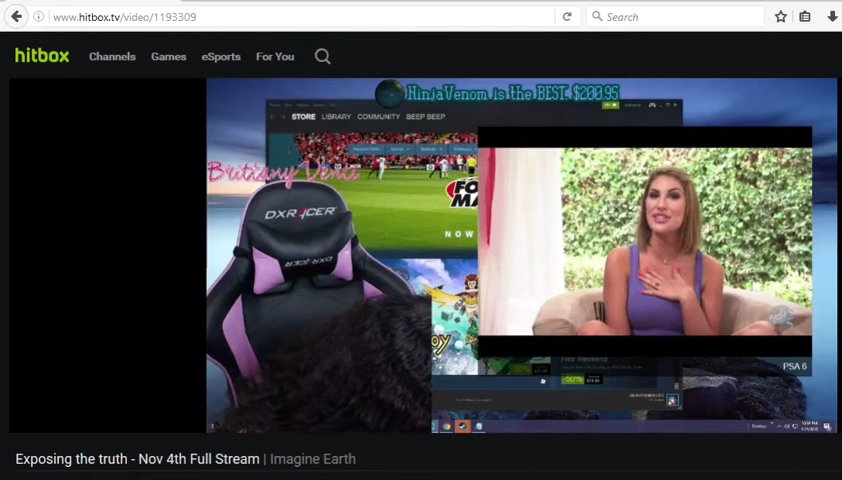 www.hitbox.tv/video/1193309
Search
hitbox
Channels
Games
eSports
For You
NinjaVenom is the BEST $200.95
STORE LIBRARY COMMUNITY BEEP BEEP
Brittany Venti
DXRACER
DXRACER
NOW
PSA 6
Exposing the truth - Nov 4th Full Stream | Imagine Earth